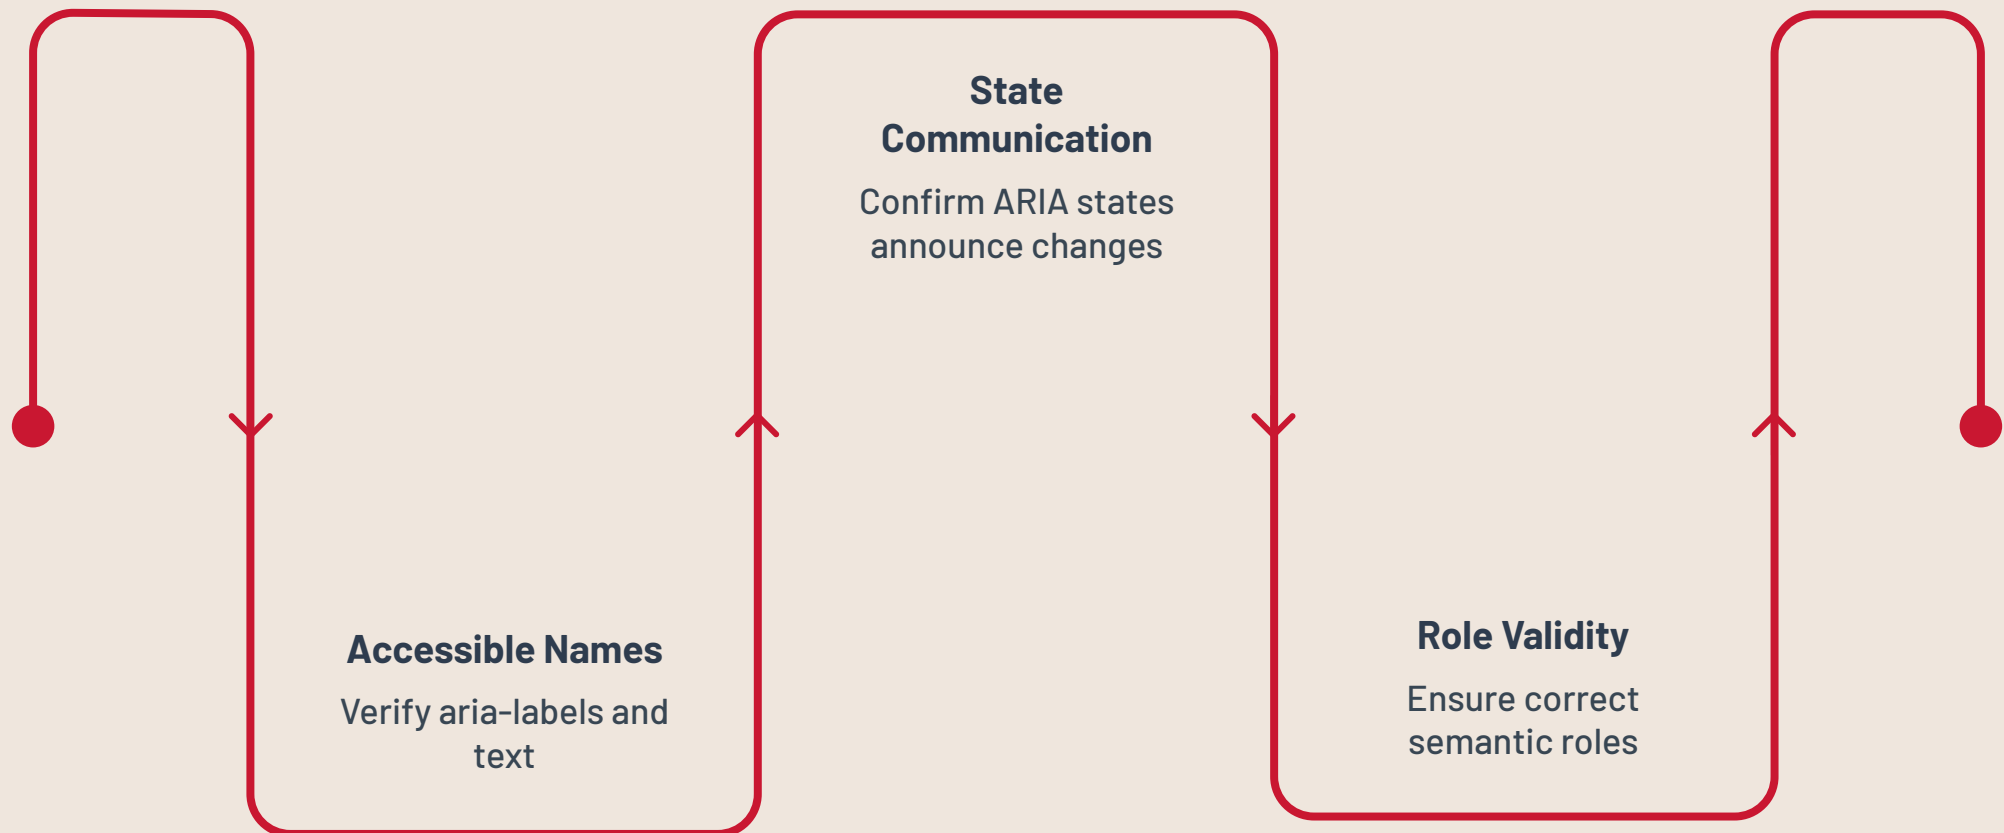 Accessible Names
Verify aria-labels and
text
State
Communication
Confirm ARIA states
announce changes
Role Validity
Ensure correct
semantic roles